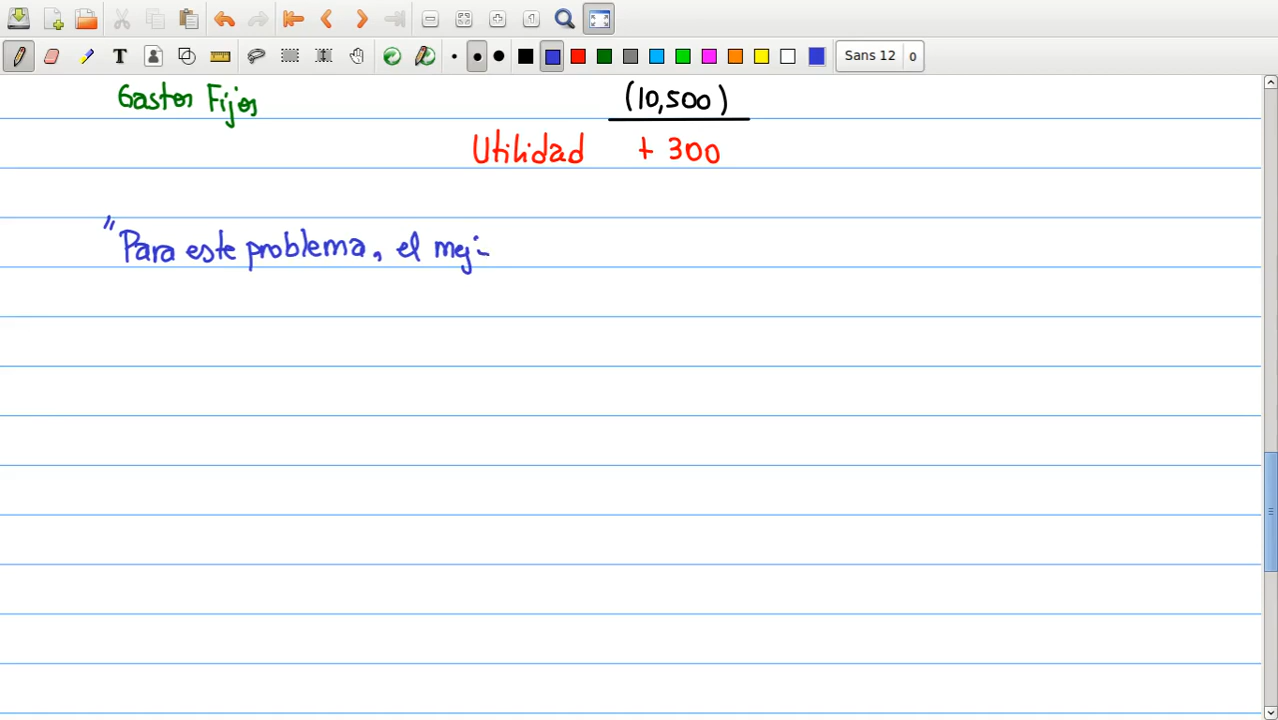 Sans 12 0
Gastos Fijos (10,500)
Utilidad + 300
"Para este problema, el mej